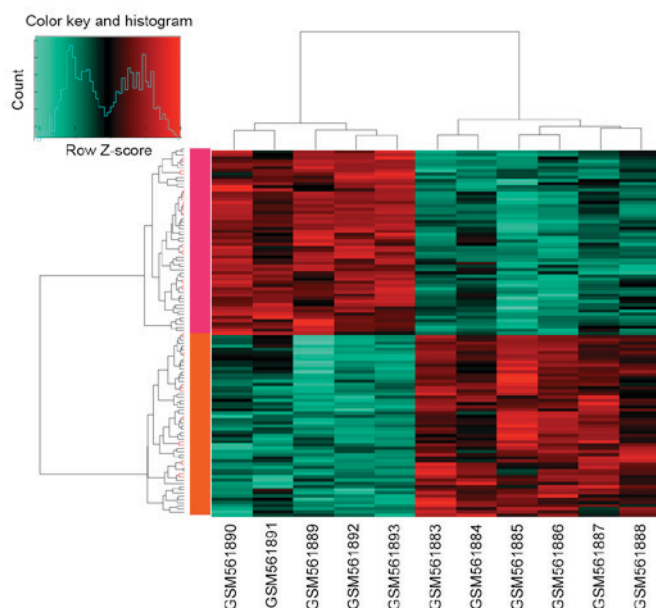 Color key and histogram
Count
Row Z-score
GSM561890
GSM561891
GSM561889
GSM561892
GSM561893
GSM561883
GSM561884
GSM561885
GSM561886
GSM561887
GSM561888